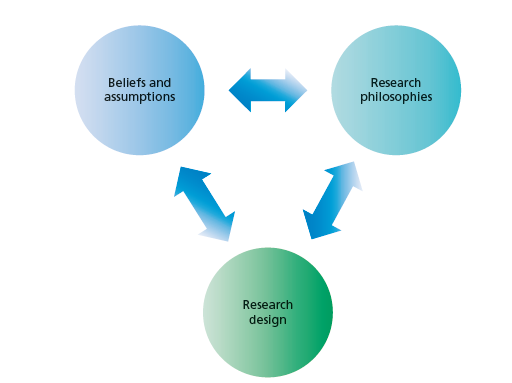 Beliefs and
assumptions
Research
philosophies
Research
design